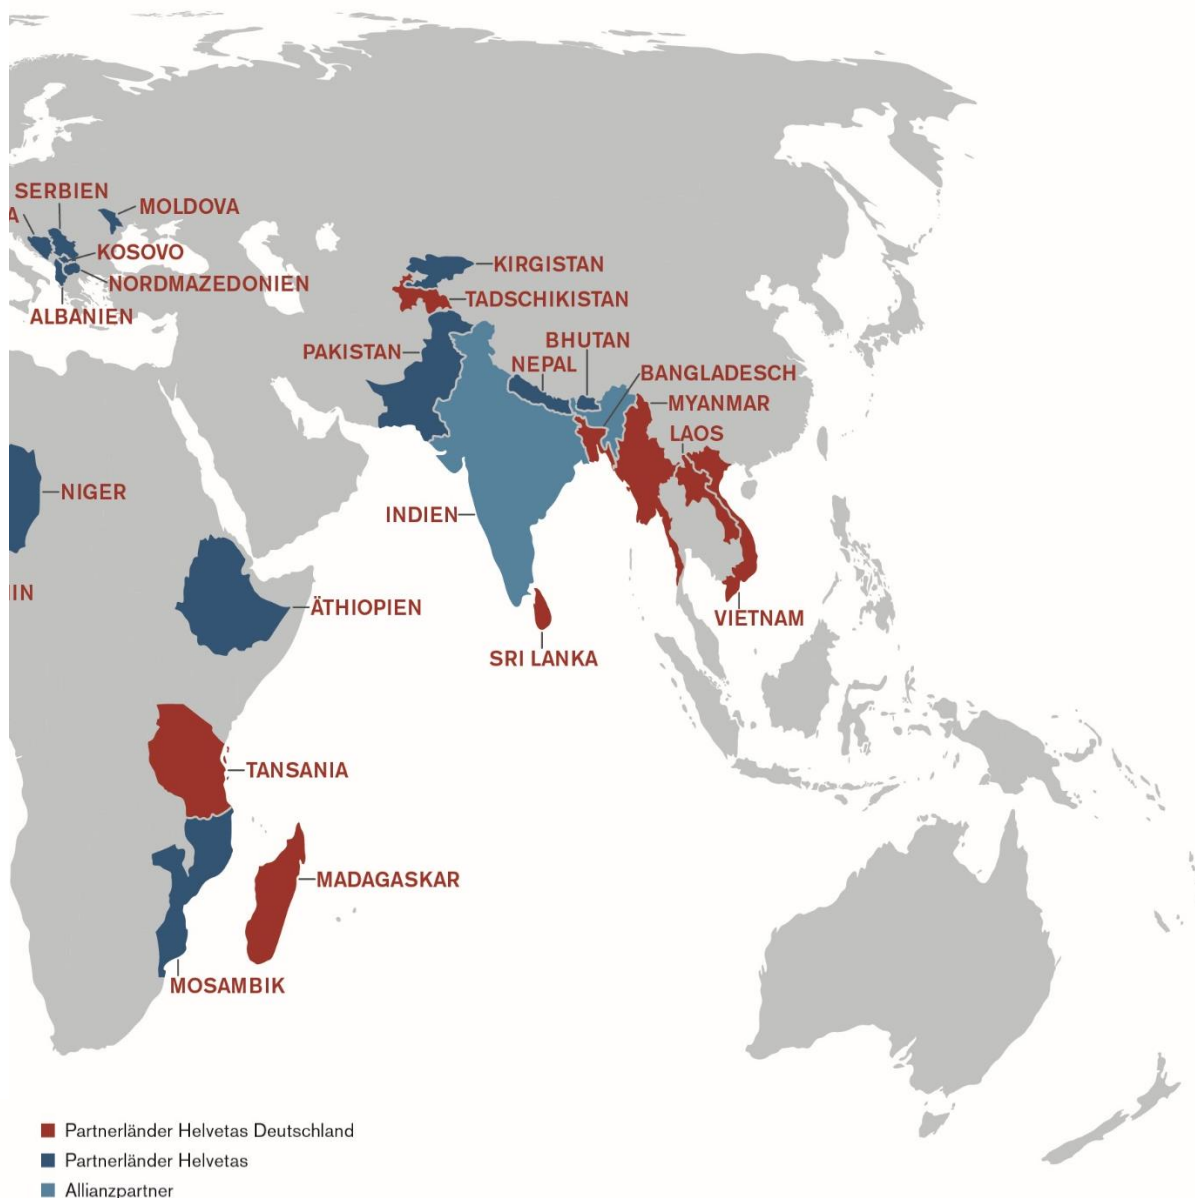 SERBIEN
A
MOLDOVA
KOSOVO
NORDMAZEDONIEN
ALBANIEN
KIRGISTAN
TADSCHIKISTAN
BHUTAN
PAKISTAN
NEPAL
BANGLADESCH
MYANMAR
LAOS
NIGER
INDIEN
IN
ÄTHIOPIEN
VIETNAM
SRI LANKA
TANSANIA
MADAGASKAR
MOSAMBIK
Partnerländer Helvetas Deutschland
Partnerländer Helvetas
Allianzpartner